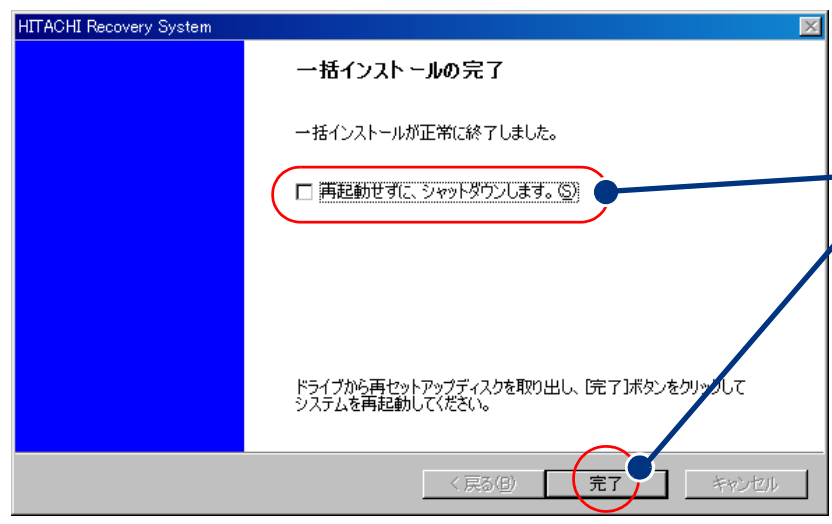 HITACHI Recovery System
一括インストールの完了
一括インストールが正常に終了しました。
再起動せずに、シャットダウンします。(S)
ドライブから再セットアップディスクを取り出し、[完了]ボタンをクリックして
システムを再起動してください。
< 戻る(B)
完了
キャンセル